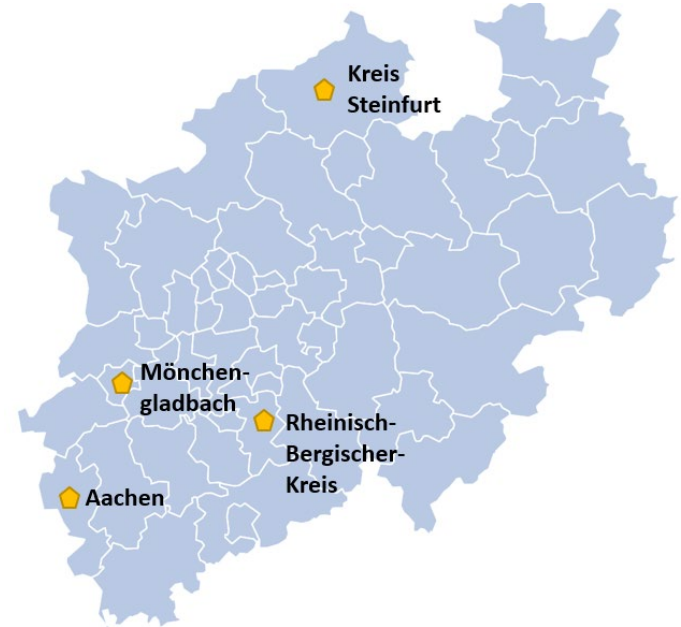 Kreis
Steinfurt
Mönchen-
gladbach
Rheinisch-
Bergischer-
Kreis
Aachen